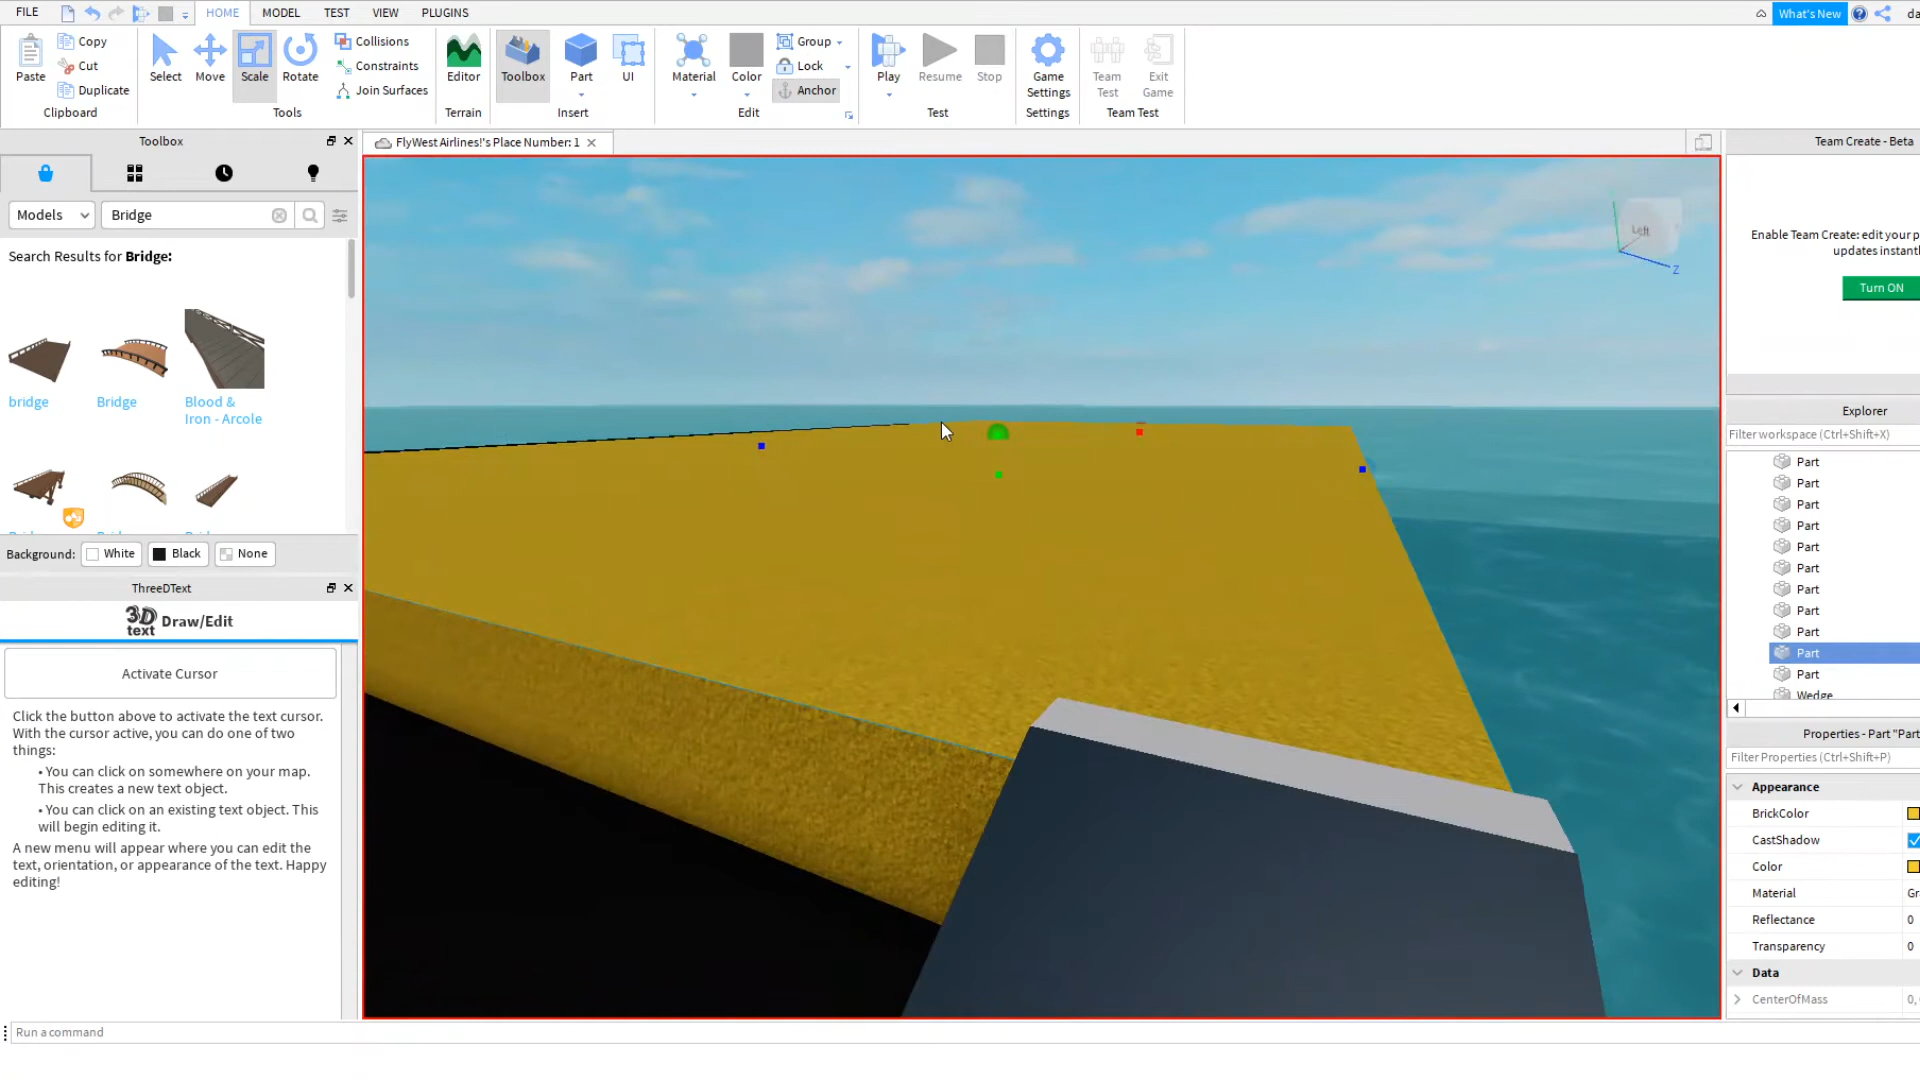 FILE
HOME
MODEL
TEST
VIEW
PLUGINS
What's New
da
Paste
Copy
Cut
Duplicate
Clipboard
Select
Move
Scale
Rotate
Collisions
Constraints
Join Surfaces
Tools
Editor
Terrain
Toolbox
Part
UI
Insert
Material
Color
Group
Lock
Anchor
Edit
Play
Resume
Stop
Test
Game
Settings
Settings
Team
Test
Exit
Game
Team Test
Toolbox
FlyWest Airlines!'s Place Number: 1
Team Create - Beta
Models
Bridge
Search Results for Bridge:
bridge
Bridge
Blood &
Iron - Arcole
Background:
White
Black
None
ThreeDText
3D
text
Draw/Edit
Activate Cursor
Click the button above to activate the text cursor.
With the cursor active, you can do one of two
things:
• You can click on somewhere on your map.
This creates a new text object.
• You can click on an existing text object. This
will begin editing it.
A new menu will appear where you can edit the
text, orientation, or appearance of the text. Happy
editing!
Run a command
Left
Z
Enable Team Create: edit your p
updates instantl
Turn ON
Explorer
Filter workspace (Ctrl+Shift+X)
Part
Part
Part
Part
Part
Part
Part
Part
Part
Part
Part
Wedge
Properties - Part "Part
Filter Properties (Ctrl+Shift+P)
Appearance
BrickColor
CastShadow
Color
Material
Gr
Reflectance
0
Transparency
0
Data
CenterOfMass
0,